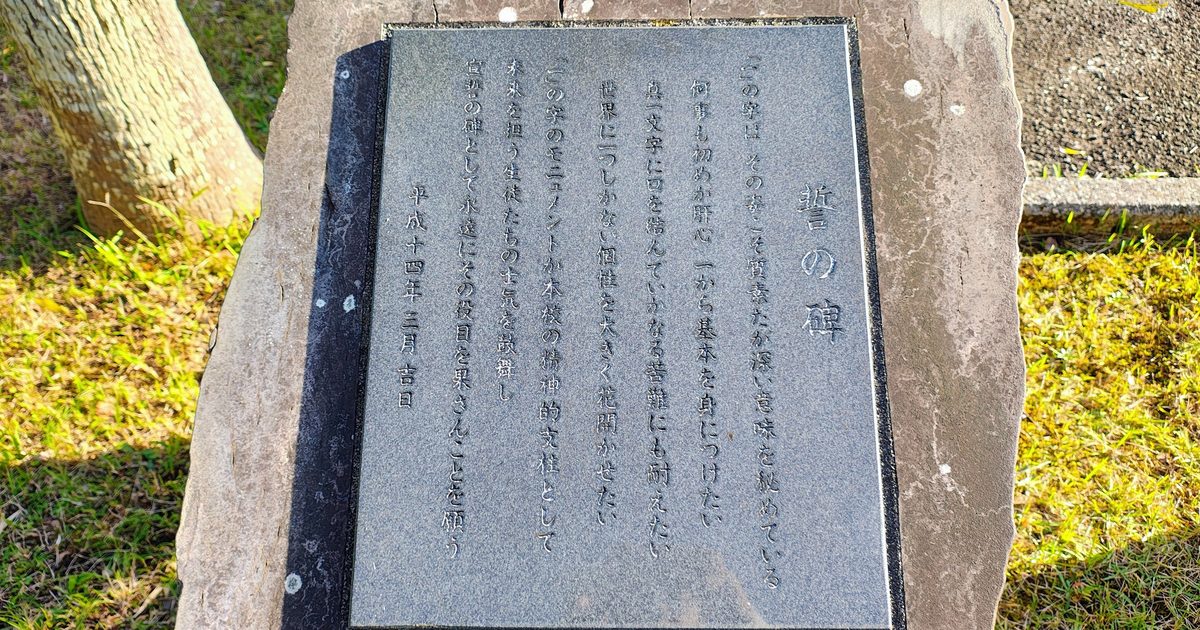 誓の碑
「一」の字は その姿こそ質素だが深い意味を秘めている
何事も初めが肝心 一から基本を身につけたい
真一文字に口を結んでいかなる苦難にも耐えたい
世界に一つしかない個性を大きく花開かせたい
「一」の字のモニュメントが本校の精神的支柱として
未来を担う生徒たちの士気を鼓舞し
宣誓の碑として永遠にその役目を果さんことを願う
平成十四年三月吉日